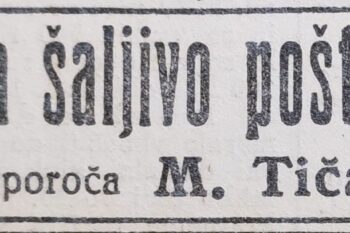 šaljivo pošt
poroča M. Tiča